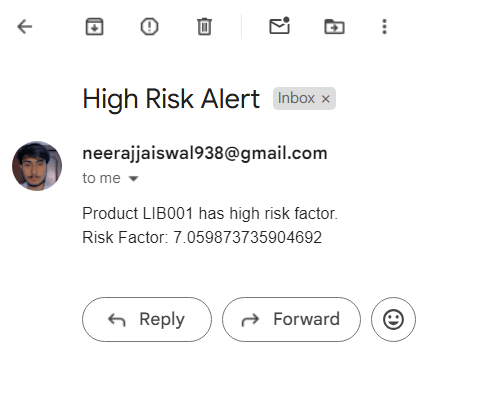 High Risk Alert Inbox ×
neerajjaiswal938@gmail.com
to me
Product LIB001 has high risk factor.
Risk Factor: 7.059873735904692
Reply Forward